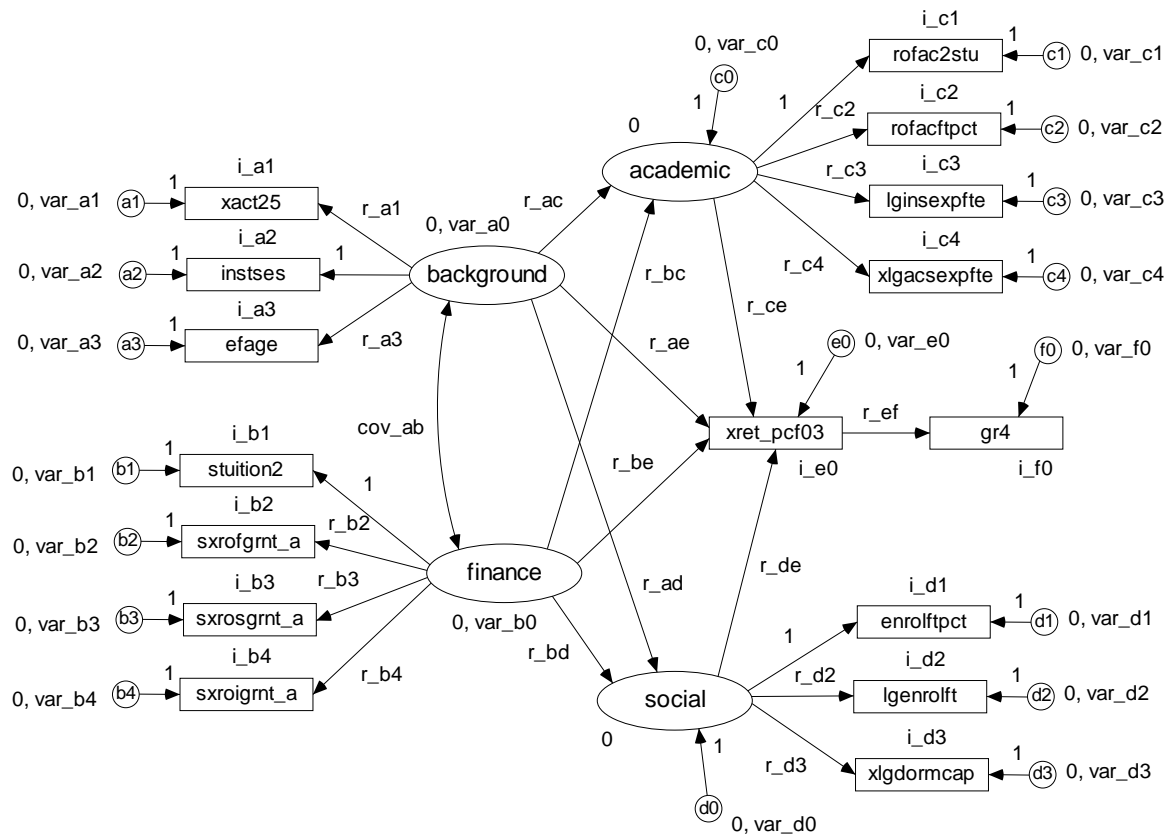 i_c1
0, var_c0
1
1
rofac2stu
c1
0, var_c1
c0
1
1
r_c2
i_c2
1
rofacftpct
c2
0, var_c2
0
academic
r_c3
i_c3
1
lginsexpfte
c3
0, var_c3
i_a1
1
0, var_a1
a1
xact25
r_a1
r_ac
0, var_a0
i_c4
1
r_c4
xlgacsexpfte
c4
0, var_c4
i_a2
1
0, var_a2
a2
instses
1
background
r_bc
r_ce
i_a3
1
0, var_a3
a3
efage
r_a3
r_ae
e0
0, var_e0
f0
0, var_f0
1
1
cov_ab
xret_pcf03
r_ef
gr4
i_e0
i_f0
r_be
i_b1
1
0, var_b1
b1
stuition2
1
i_b2
1
0, var_b2
b2
sxrofgrnt_a
r_b2
i_b3
1
0, var_b3
b3
sxrosgrnt_a
r_b3
finance
0, var_b0
r_ad
r_de
i_b4
1
0, var_b4
b4
sxroigrnt_a
r_b4
r_bd
i_d1
1
enrolftpct
d1
0, var_d1
1
i_d2
1
r_d2
lgenrolft
d2
0, var_d2
social
0
1
i_d3
1
r_d3
xlgdormcap
d3
0, var_d3
d0
0, var_d0